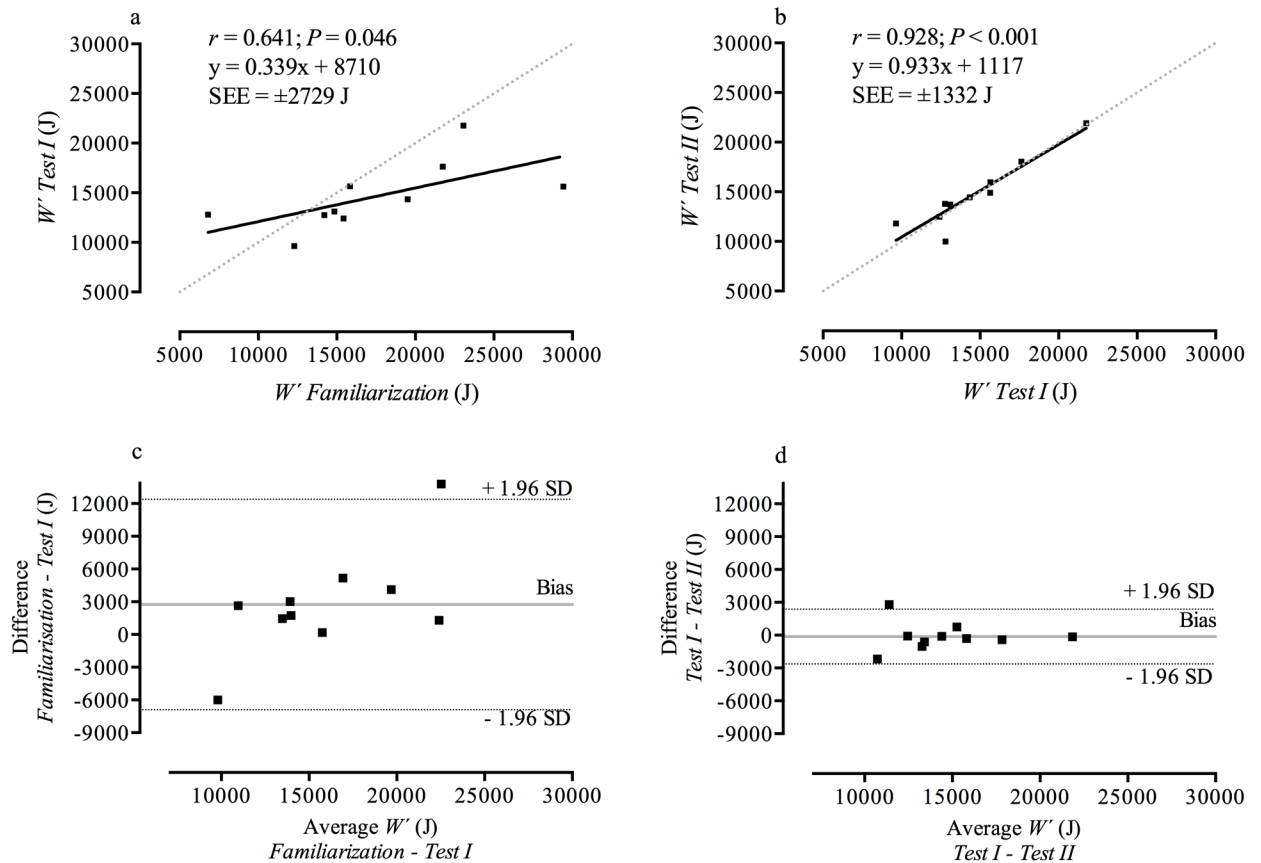 a
r = 0.641; P = 0.046
y = 0.339x + 8710
SEE = ±2729 J
30000
25000
20000
15000
10000
5000
W´ Test I (J)
5000 10000 15000 20000 25000 30000
W´ Familiarization (J)
b
r = 0.928; P < 0.001
y = 0.933x + 1117
SEE = ±1332 J
30000
25000
20000
15000
10000
5000
W´ Test II (J)
5000 10000 15000 20000 25000 30000
W´ Test I (J)
c
12000
9000
6000
3000
0
-3000
-6000
-9000
Difference
Familiarisation - Test I (J)
+ 1.96 SD
Bias
- 1.96 SD
10000 15000 20000 25000 30000
Average W´ (J)
Familiarization - Test I
d
12000
9000
6000
3000
0
-3000
-6000
-9000
Difference
Test I - Test II (J)
+ 1.96 SD
Bias
- 1.96 SD
10000 15000 20000 25000 30000
Average W´ (J)
Test I - Test II